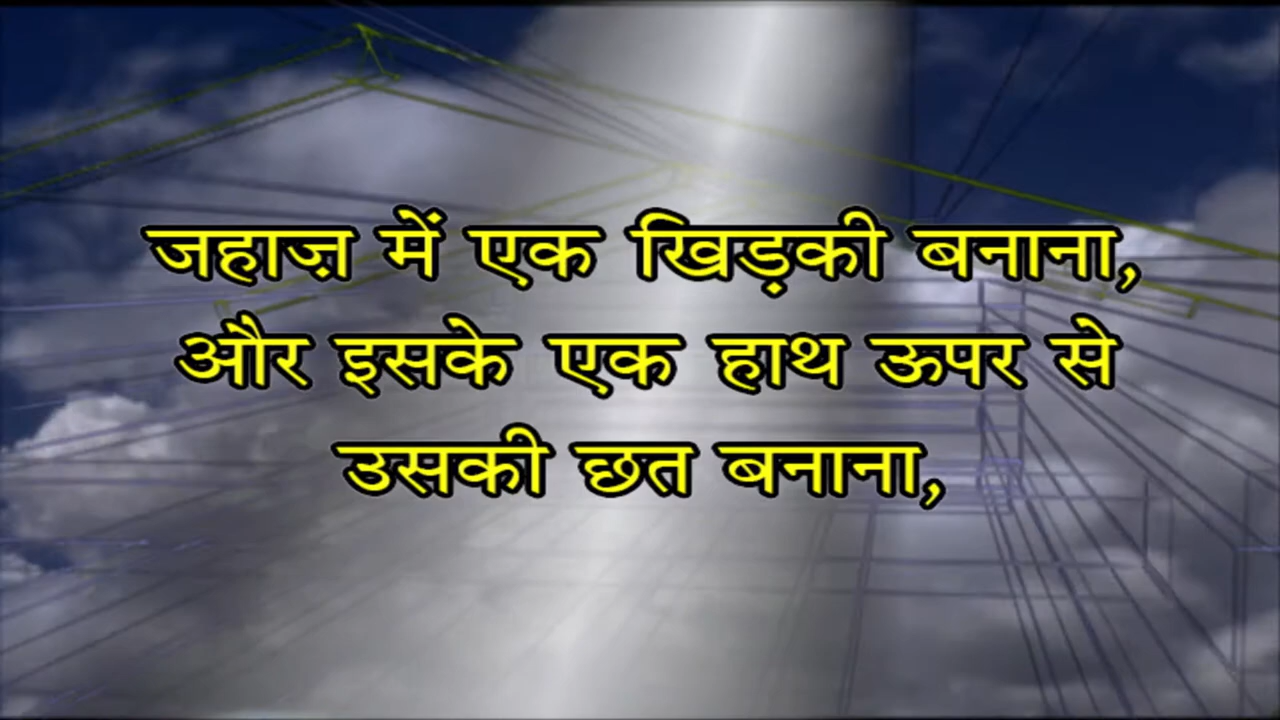 जहाज़ में एक खिड़की बनाना,
और इसके एक हाथ ऊपर से
उसकी छत बनाना,